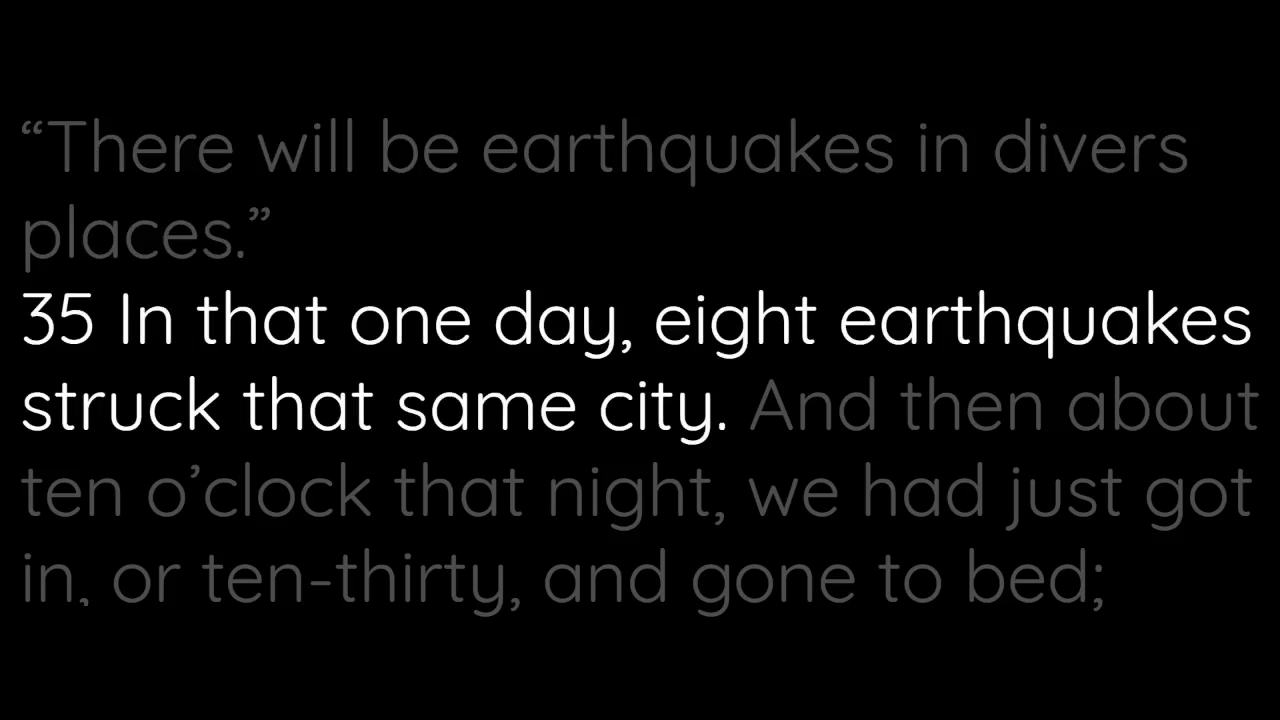 “There will be earthquakes in divers
places.”
35 In that one day, eight earthquakes
struck that same city. And then about
ten o’clock that night, we had just got
in, or ten-thirty, and gone to bed;